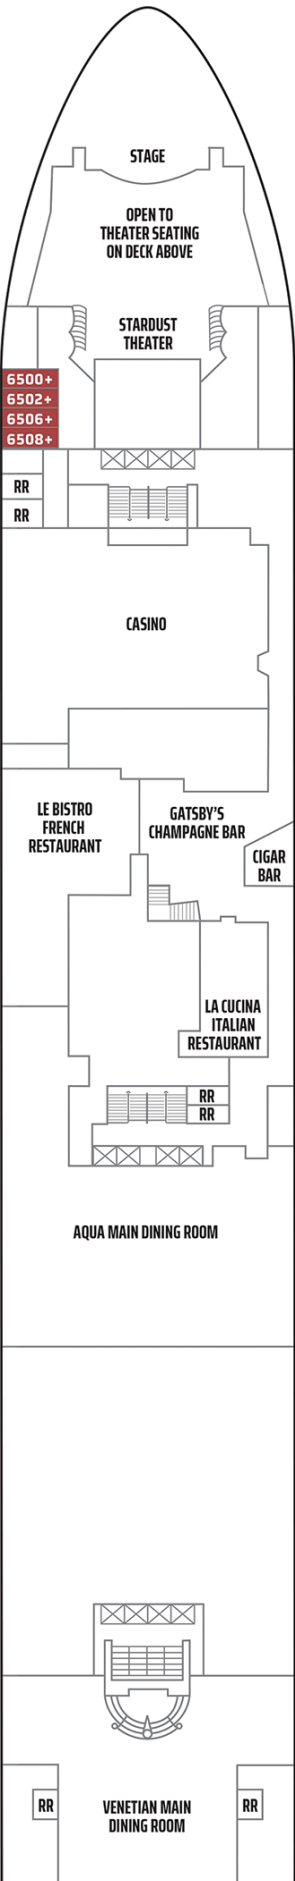 STAGE
OPEN TO
THEATER SEATING
ON DECK ABOVE
STARDUST
THEATER
6500+
6502+
6506+
6508+
RR
RR
CASINO
LE BISTRO
FRENCH
RESTAURANT
GATSBY'S
CHAMPAGNE BAR
CIGAR
BAR
LA CUCINA
ITALIAN
RESTAURANT
RR
RR
AQUA MAIN DINING ROOM
RR
VENETIAN MAIN
DINING ROOM
RR